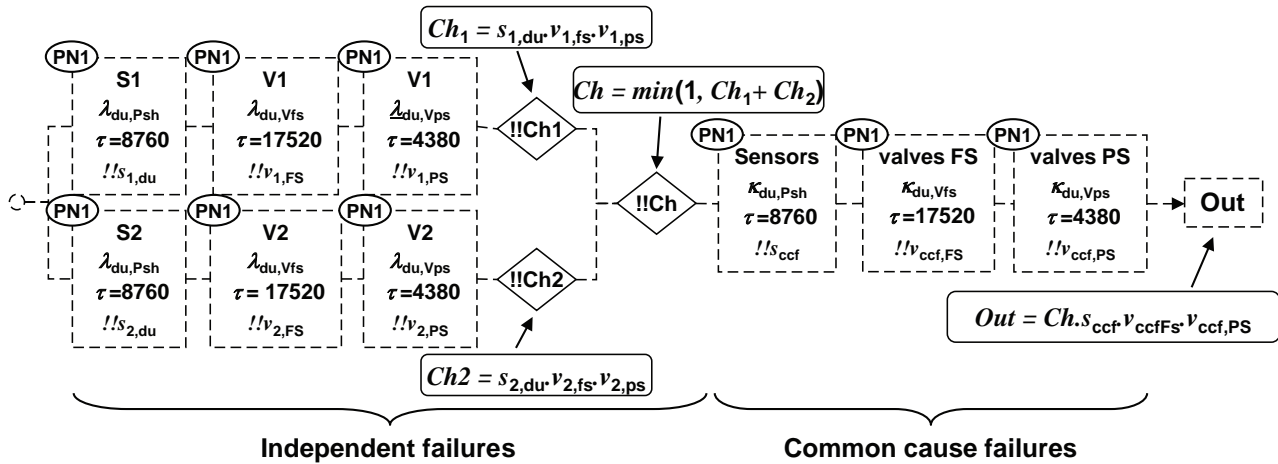 Ch₁ = s₁,du.v₁,fs.v₁,ps
PN1
S1
λdu,Psh
τ=8760
!!s₁,du
PN1
V1
λdu,Vfs
τ=17520
!!v₁,FS
PN1
V1
λdu,Vps
τ=4380
!!v₁,PS
!!Ch1
Ch = min(1, Ch₁+ Ch₂)
PN1
S2
λdu,Psh
τ=8760
!!s₂,du
PN1
V2
λdu,Vfs
τ= 17520
!!v₂,FS
PN1
V2
λdu,Vps
τ=4380
!!v₂,PS
!!Ch2
Ch2 = s₂,du.v₂,fs.v₂,ps
!!Ch
PN1
Sensors
κdu,Psh
τ=8760
!!sccf
PN1
valves FS
κdu,Vfs
τ=17520
!!vccf,FS
PN1
valves PS
κdu,Vps
τ=4380
!!vccf,PS
Out
Out = Ch.sccf.vccfFs.vccf,PS
Independent failures
Common cause failures